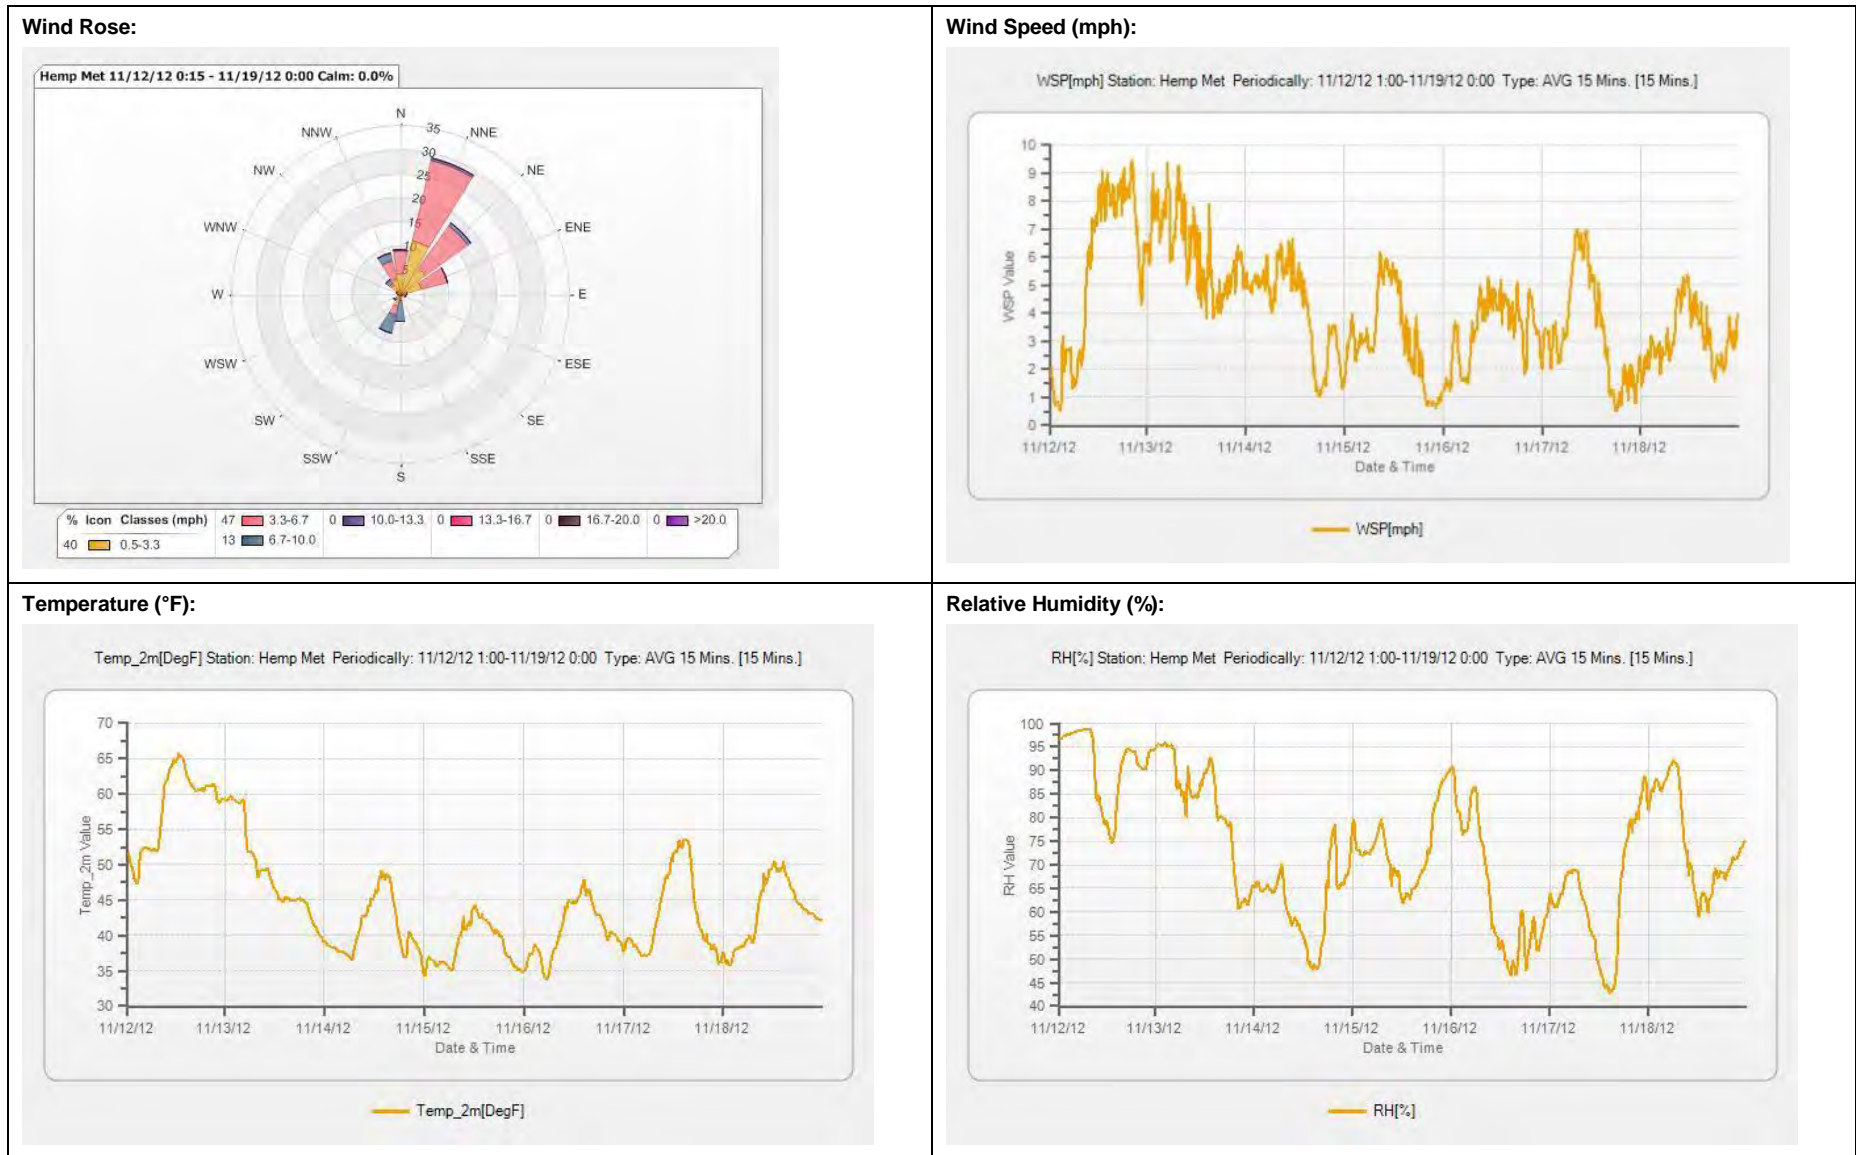 Wind Rose:
Hemp Met 11/12/12 0:15 - 11/19/12 0:00 Calm: 0.0%
N
NNW
35
NNE
30
NW
25
NE
20
WNW
15
ENE
10
5
W
E
WSW
ESE
SW
SE
SSW
SSE
S
% Icon Classes (mph) 47 3.3-6.7 0 10.0-13.3 0 13.3-16.7 0 16.7-20.0 0 >20.0
40 0.5-3.3 13 6.7-10.0
Wind Speed (mph):
WSP[mph] Station: Hemp Met Periodically: 11/12/12 1:00-11/19/12 0:00 Type: AVG 15 Mins. [15 Mins.]
10
9
8
7
6
5
4
3
2
1
0
WSP Value
11/12/12 11/13/12 11/14/12 11/15/12 11/16/12 11/17/12 11/18/12
Date & Time
WSP[mph]
Temperature (°F):
Temp_2m[DegF] Station: Hemp Met Periodically: 11/12/12 1:00-11/19/12 0:00 Type: AVG 15 Mins. [15 Mins.]
70
65
60
55
50
45
40
35
30
Temp_2m Value
11/12/12 11/13/12 11/14/12 11/15/12 11/16/12 11/17/12 11/18/12
Date & Time
Temp_2m[DegF]
Relative Humidity (%):
RH[%] Station: Hemp Met Periodically: 11/12/12 1:00-11/19/12 0:00 Type: AVG 15 Mins. [15 Mins.]
100
95
90
85
80
75
70
65
60
55
50
45
40
RH Value
11/12/12 11/13/12 11/14/12 11/15/12 11/16/12 11/17/12 11/18/12
Date & Time
RH[%]